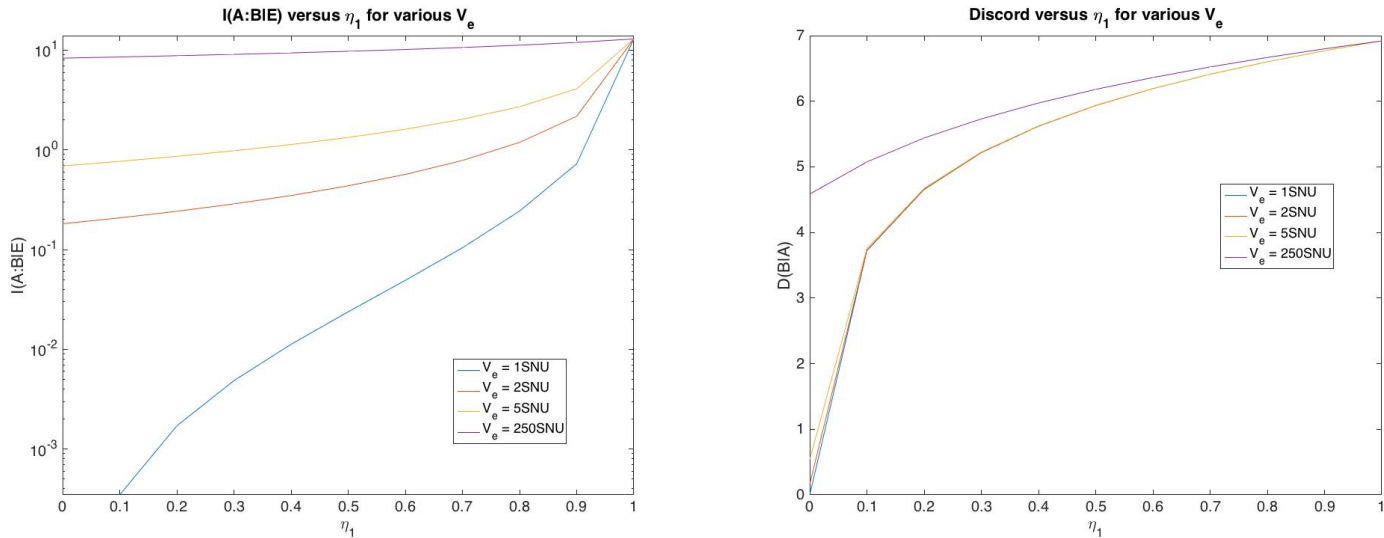 I(A:B|E) versus η₁ for various Vₑ
I(A:B|E)
10¹
10⁰
10⁻¹
10⁻²
10⁻³
0 0.1 0.2 0.3 0.4 0.5 0.6 0.7 0.8 0.9 1
η₁
Vₑ = 1SNU
Vₑ = 2SNU
Vₑ = 5SNU
Vₑ = 250SNU
Discord versus η₁ for various Vₑ
D(B|A)
7
6
5
4
3
2
1
0
0 0.1 0.2 0.3 0.4 0.5 0.6 0.7 0.8 0.9 1
η₁
Vₑ = 1SNU
Vₑ = 2SNU
Vₑ = 5SNU
Vₑ = 250SNU